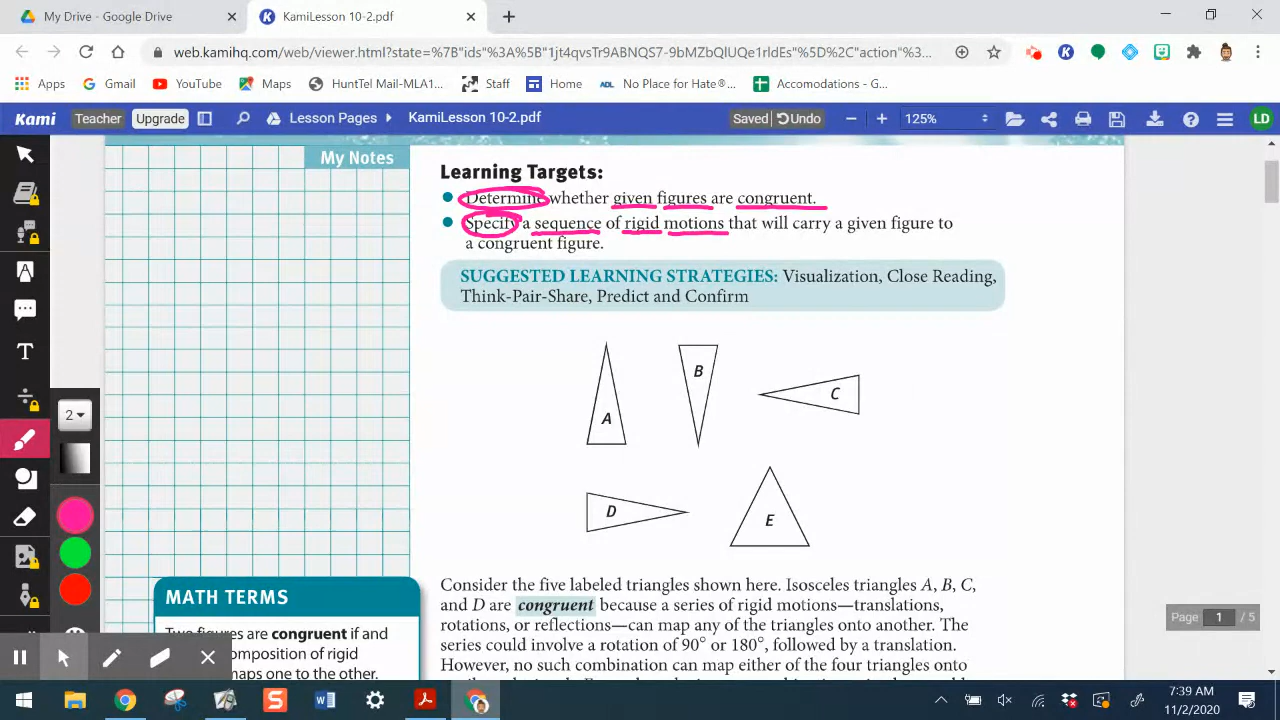 My Drive - Google Drive
KamiLesson 10-2.pdf
web.kamihq.com/web/viewer.html?state=%7B"ids"%3A%5B"1jt4qvsTr9ABNQS7-9bMZbQlUQe1rldEs"%5D%2C"action"%3...
Apps
Gmail
YouTube
Maps
HuntTel Mail-MLA1...
Staff
ADL
Home
No Place for Hate®...
Accomodations - G...
Kami
Teacher
Upgrade
Lesson Pages
KamiLesson 10-2.pdf
Saved
Undo
125%
LD
My Notes
Learning Targets:
Determine whether given figures are congruent.
Specify a sequence of rigid motions that will carry a given figure to
a congruent figure.
SUGGESTED LEARNING STRATEGIES: Visualization, Close Reading,
Think-Pair-Share, Predict and Confirm
A
B
C
D
E
2
Consider the five labeled triangles shown here. Isosceles triangles A, B, C,
and D are congruent because a series of rigid motions—translations,
rotations, or reflections—can map any of the triangles onto another. The
series could involve a rotation of 90° or 180°, followed by a translation.
However, no such combination can map either of the four triangles onto
MATH TERMS
Two figures are congruent if and
composition of rigid
maps one to the other.
Page 1 / 5
7:39 AM
11/2/2020